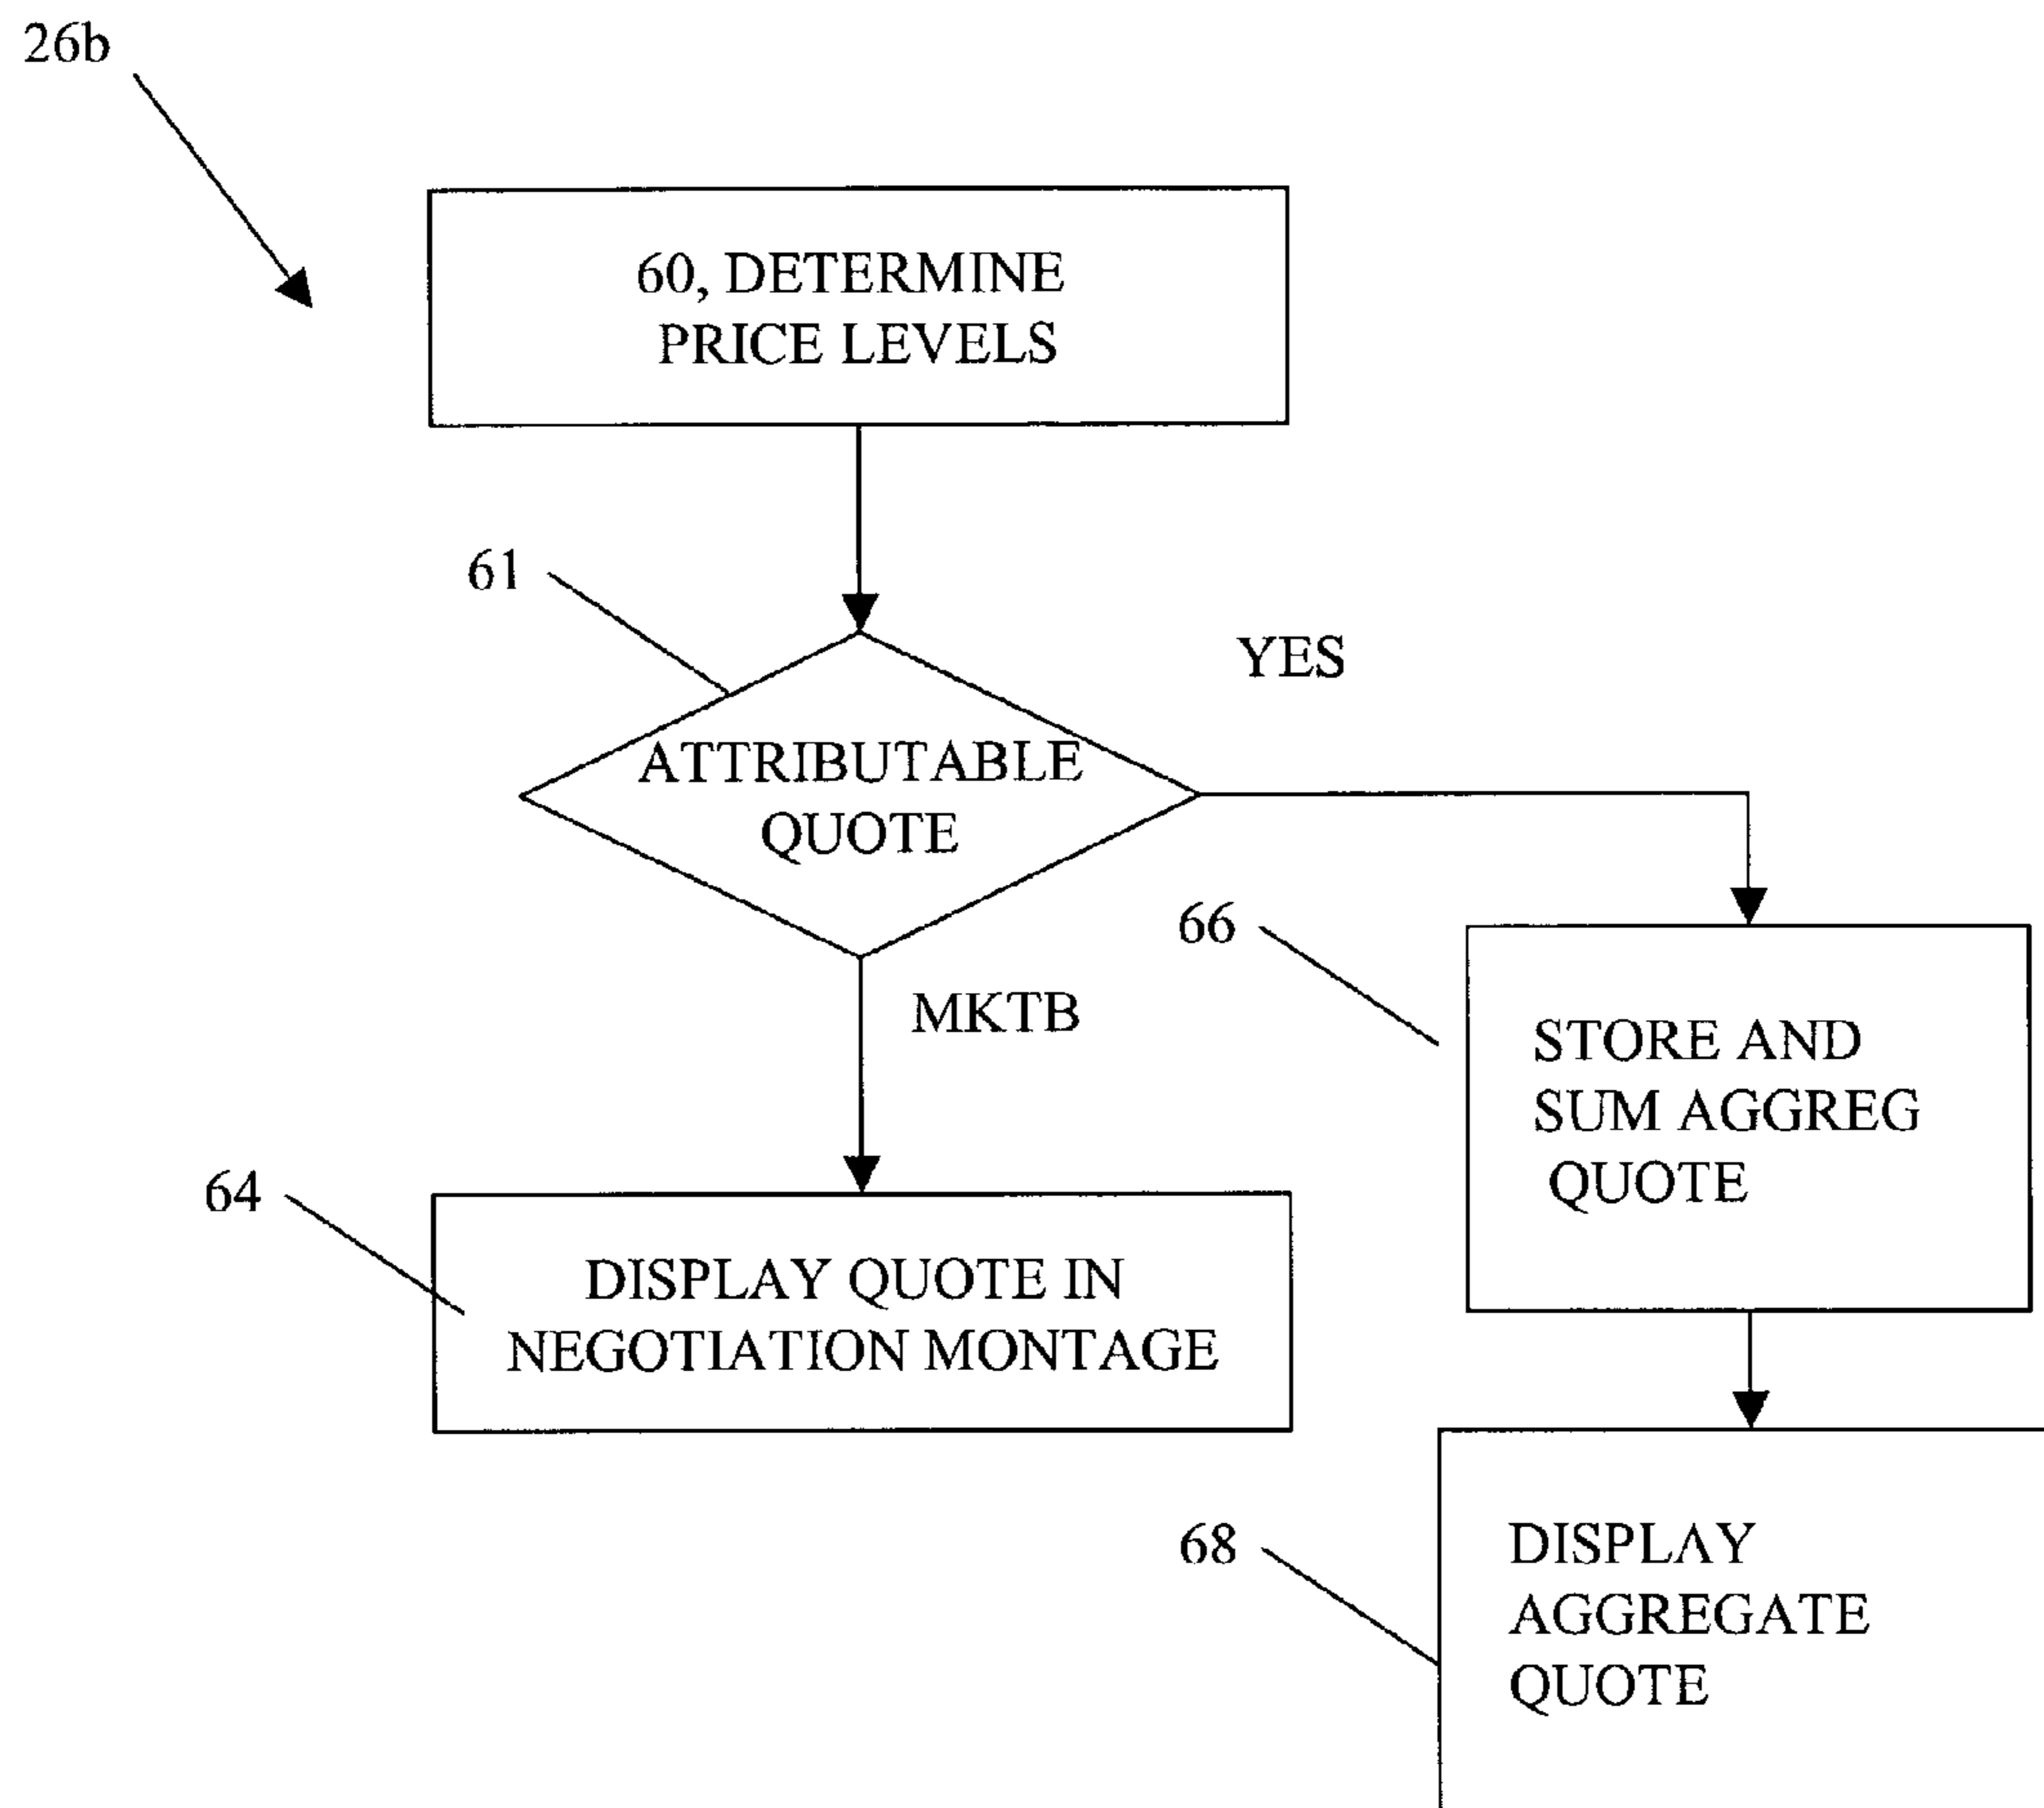 26b
60, DETERMINE
PRICE LEVELS
61
YES
ATTRIBUTABLE
QUOTE
66
MKTB
STORE AND
SUM AGGREG
QUOTE
64
DISPLAY QUOTE IN
NEGOTIATION MONTAGE
68
DISPLAY
AGGREGATE
QUOTE